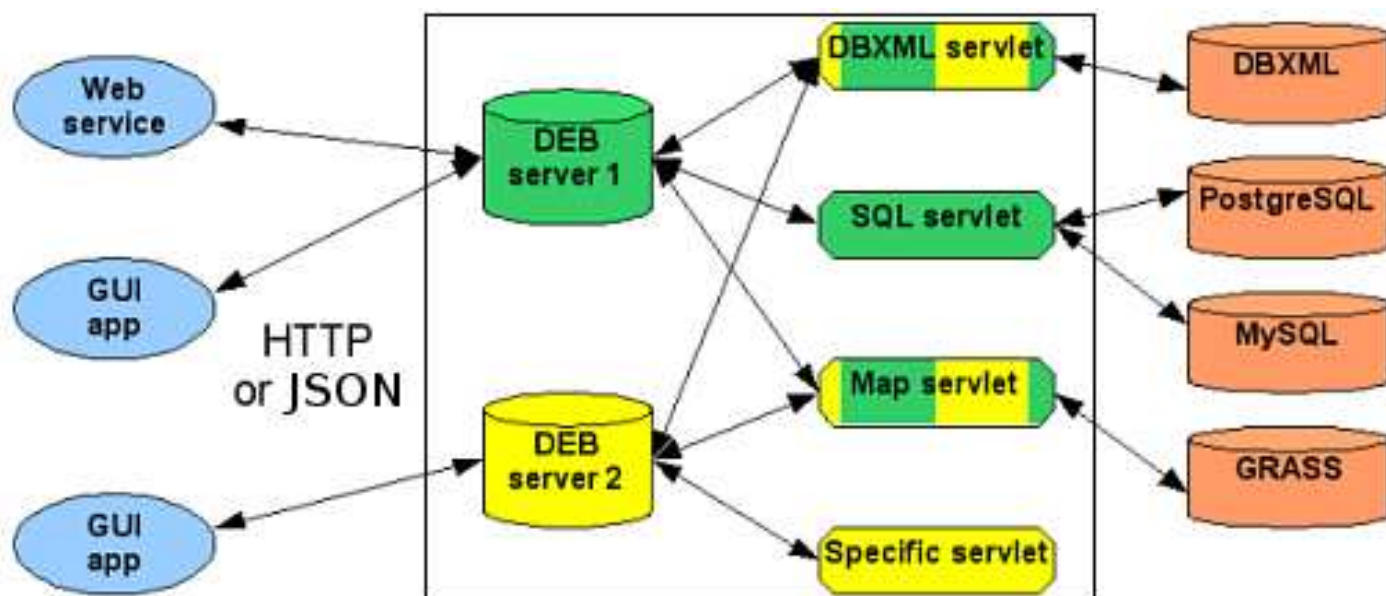 Web
service
GUI
app
HTTP
or JSON
GUI
app
DEB
server 1
DEB
server 2
DBXML servlet
SQL servlet
Map servlet
Specific servlet
DBXML
PostgreSQL
MySQL
GRASS